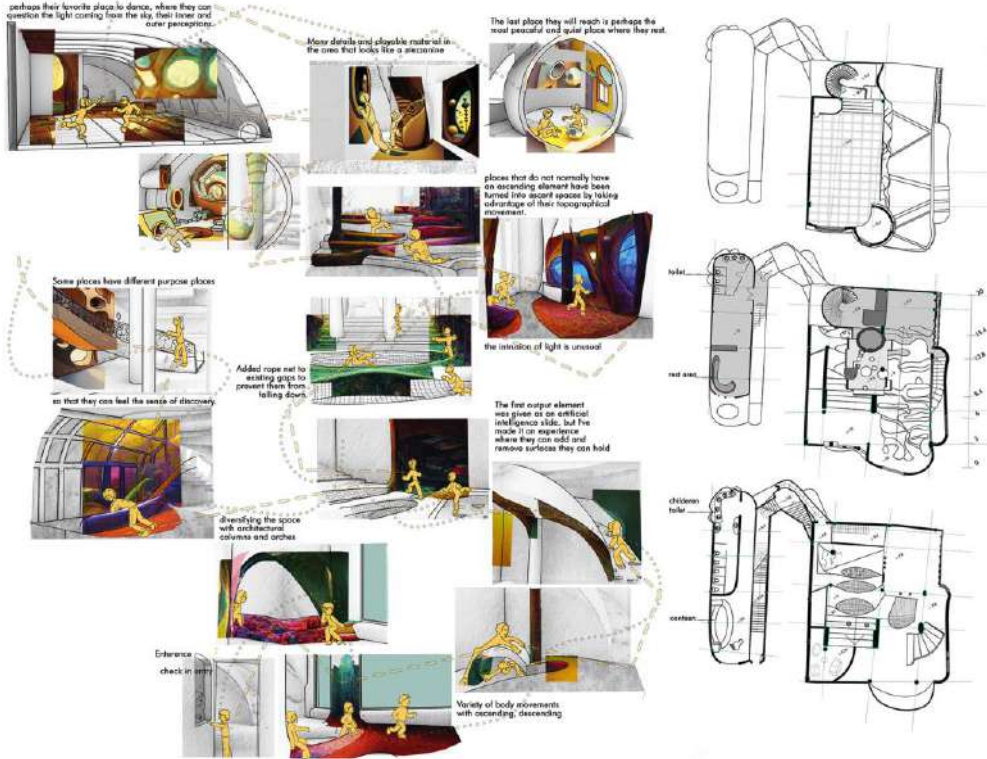 perhaps their favorite place to dance, where they can
question the light coming from the sky, their inner and
outer perceptions
Many details and playable material in
the area that looks like a mezzanine
The last place they will reach is perhaps the
most peaceful and quiet place where they rest.
places that do not normally have
an ascending element have been
turned into ascent spaces by taking
advantage of their topographical
movement.
the intrusion of light is unusual
Some places have different purpose places
so that they can feel the sense of discovery.
Added rope net to
existing gaps to
prevent them from
falling down
The first output element
was given as an artificial
intelligence slide, but I've
made it an experience
where they can add and
remove surfaces they can hold
diversifying the space
with architectural
columns and arches
Enterence
check in entry
Variety of body movements
with ascending, descending
toilet
rest area
children
toilet
canteen
20
6
0